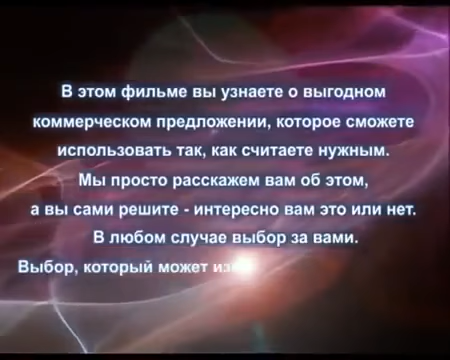 В этом фильме вы узнаете о выгодном
коммерческом предложении, которое сможете
использовать так, как считаете нужным.
Мы просто расскажем вам об этом,
а вы сами решите - интересно вам это или нет.
В любом случае выбор за вами.
Выбор, который может